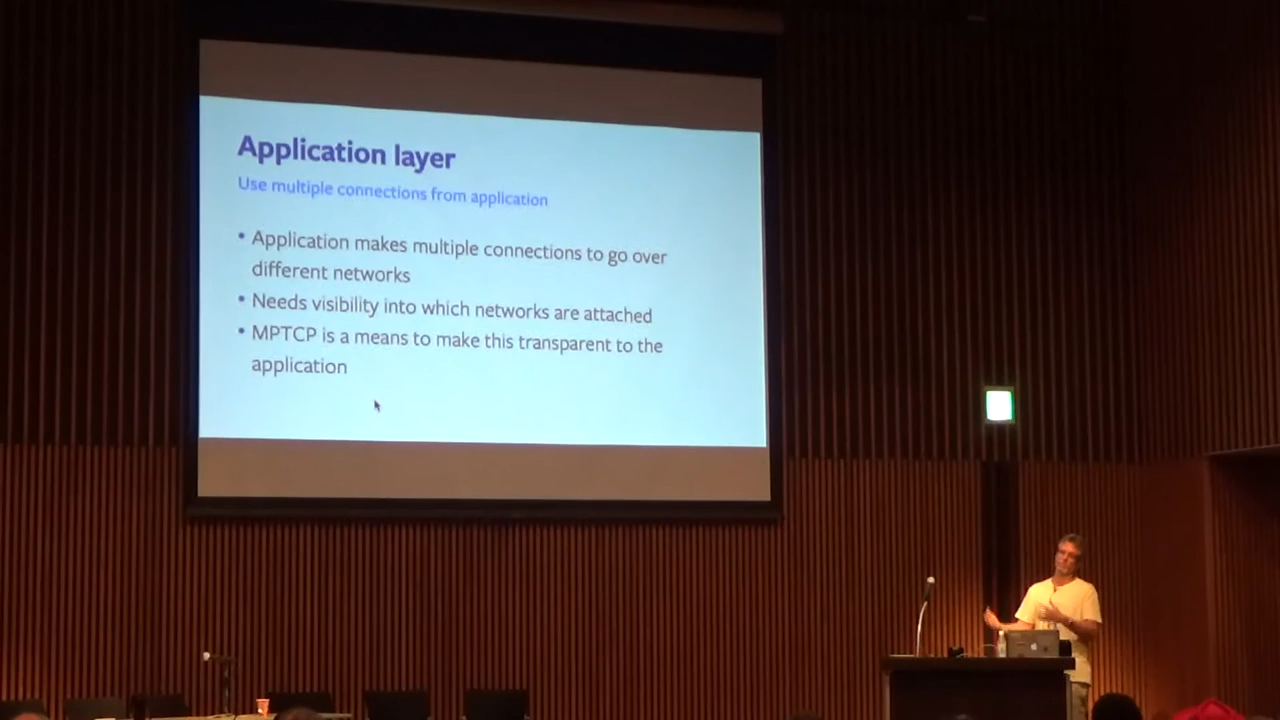 Application layer
Use multiple connections from application
• Application makes multiple connections to go over
different networks
• Needs visibility into which networks are attached
• MPTCP is a means to make this transparent to the
application